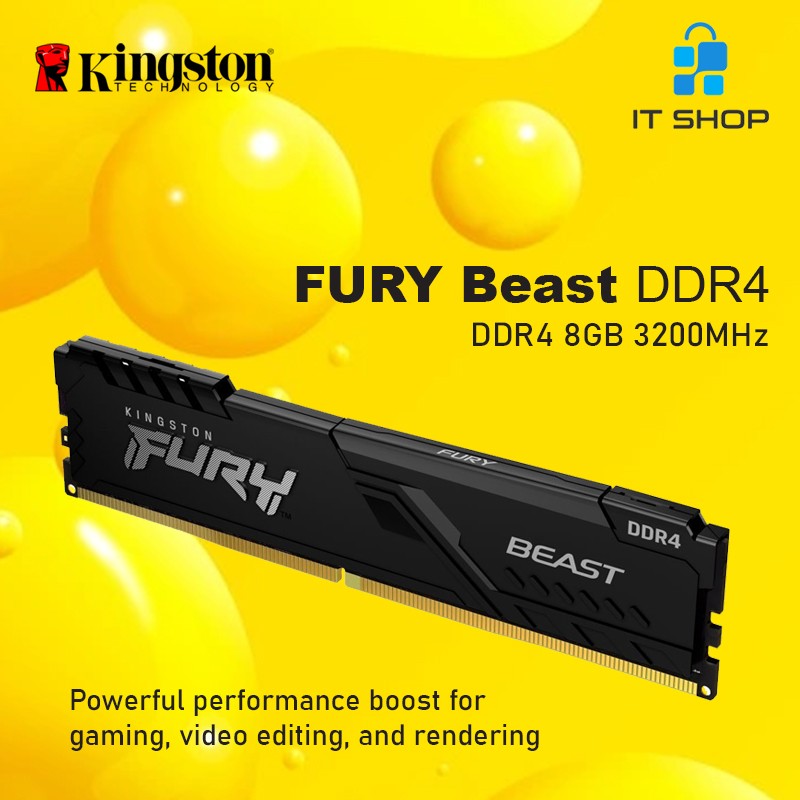 Kingston
TECHNOLOGY
IT SHOP
FURY Beast DDR4
DDR4 8GB 3200MHz
KINGSTON
FURY™
FURY
DDR4
BEAST
Powerful performance boost for
gaming, video editing, and rendering